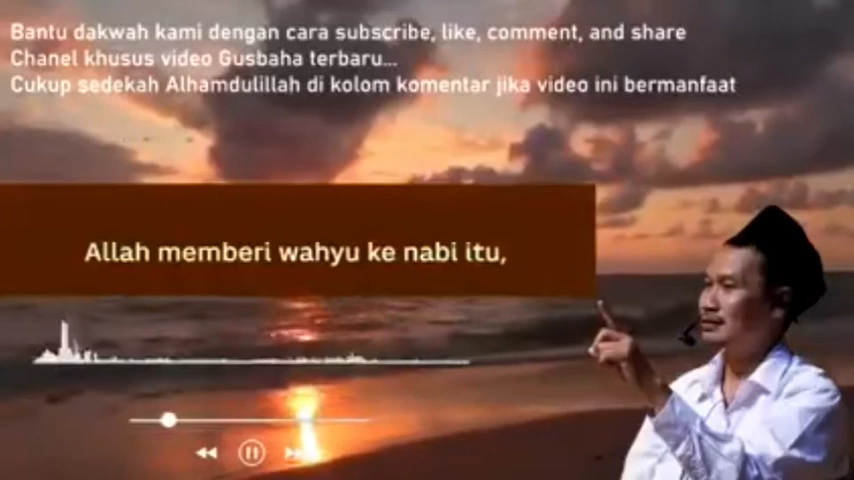 Bantu dakwah kami dengan cara subscribe, like, comment, and share
Chanel khusus video Gusbaha terbaru...
Cukup sedekah Alhamdulillah di kolom komentar jika video ini bermanfaat
Allah memberi wahyu ke nabi itu,